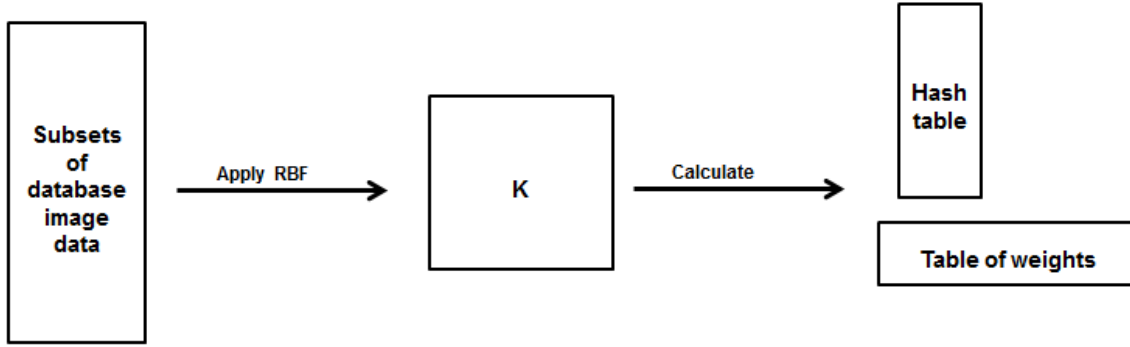 Subsets
of
database
image
data
Apply RBF
K
Calculate
Hash
table
Table of weights